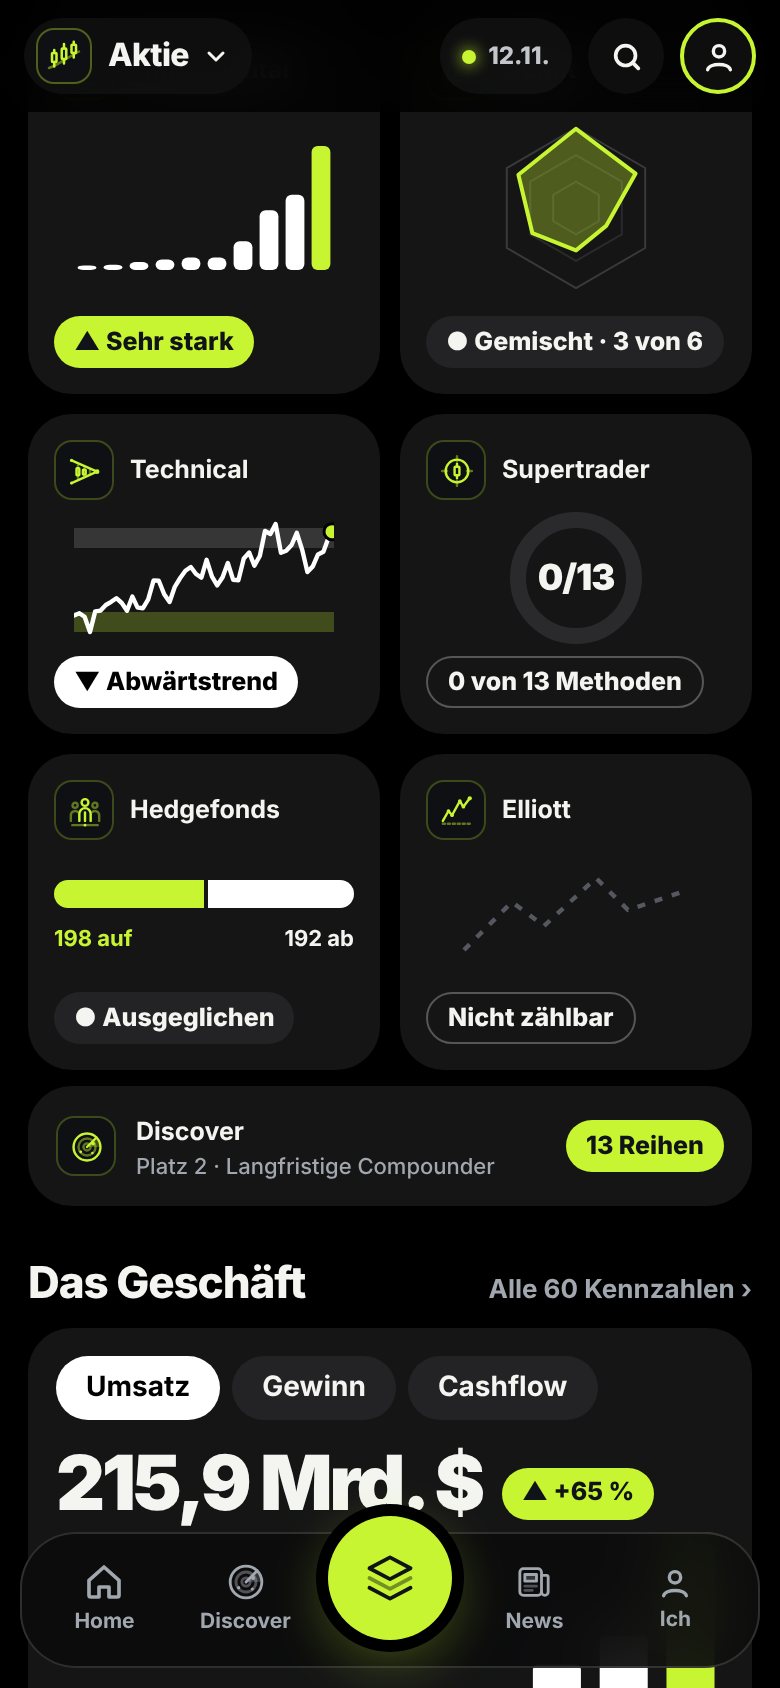 Aktie
12.11.
Sehr stark
Gemischt · 3 von 6
Technical
Supertrader
0/13
Abwärtstrend
0 von 13 Methoden
Hedgefonds
Elliott
198 auf
192 ab
Ausgeglichen
Nicht zählbar
Discover
Platz 2 · Langfristige Compounder
13 Reihen
Das Geschäft
Alle 60 Kennzahlen ›
Umsatz
Gewinn
Cashflow
215,9 Mrd. $
▲ +65 %
Home
Discover
News
Ich